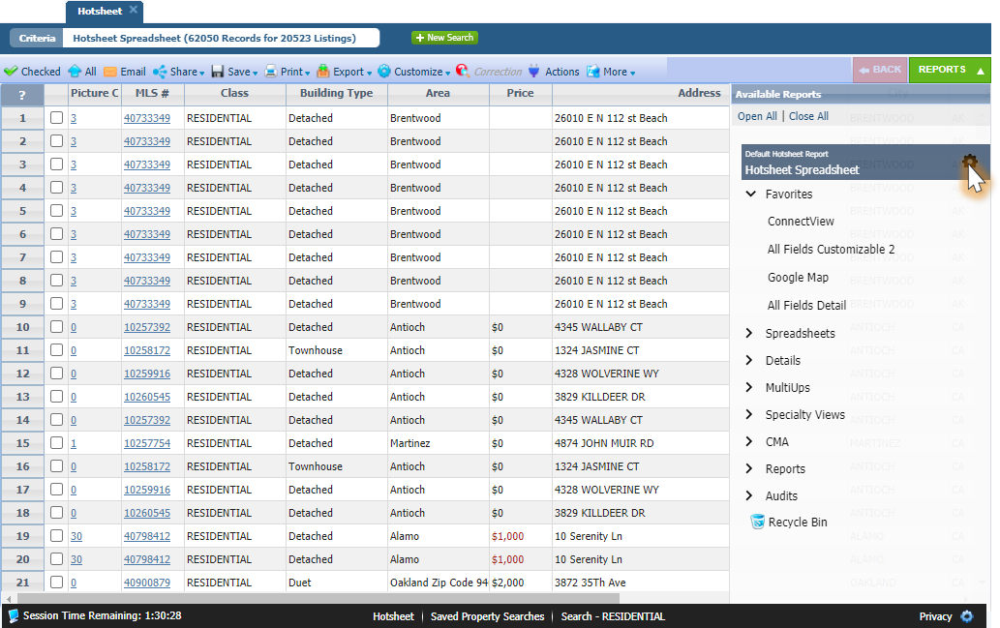 Hotsheet
Criteria Hotsheet Spreadsheet (62050 Records for 20523 Listings) New Search
Checked All Email Share Save Print Export Customize Correction Actions More BACK REPORTS
? Picture C MLS # Class Building Type Area Price Address
1 3 40733349 RESIDENTIAL Detached Brentwood 26010 E N 112 st Beach
2 3 40733349 RESIDENTIAL Detached Brentwood 26010 E N 112 st Beach
3 3 40733349 RESIDENTIAL Detached Brentwood 26010 E N 112 st Beach
4 3 40733349 RESIDENTIAL Detached Brentwood 26010 E N 112 st Beach
5 3 40733349 RESIDENTIAL Detached Brentwood 26010 E N 112 st Beach
6 3 40733349 RESIDENTIAL Detached Brentwood 26010 E N 112 st Beach
7 3 40733349 RESIDENTIAL Detached Brentwood 26010 E N 112 st Beach
8 3 40733349 RESIDENTIAL Detached Brentwood 26010 E N 112 st Beach
9 3 40733349 RESIDENTIAL Detached Brentwood 26010 E N 112 st Beach
10 0 10257392 RESIDENTIAL Detached Antioch $0 4345 WALLABY CT
11 0 10258172 RESIDENTIAL Townhouse Antioch $0 1324 JASMINE CT
12 0 10259916 RESIDENTIAL Detached Antioch $0 4328 WOLVERINE WY
13 0 10260545 RESIDENTIAL Detached Antioch $0 3829 KILLDEER DR
14 0 10257392 RESIDENTIAL Detached Antioch $0 4345 WALLABY CT
15 1 10257754 RESIDENTIAL Detached Martinez $0 4874 JOHN MUIR RD
16 0 10258172 RESIDENTIAL Townhouse Antioch $0 1324 JASMINE CT
17 0 10259916 RESIDENTIAL Detached Antioch $0 4328 WOLVERINE WY
18 0 10260545 RESIDENTIAL Detached Antioch $0 3829 KILLDEER DR
19 30 40798412 RESIDENTIAL Detached Alamo $1,000 10 Serenity Ln
20 30 40798412 RESIDENTIAL Detached Alamo $1,000 10 Serenity Ln
21 0 40900879 RESIDENTIAL Duet Oakland Zip Code 94 $2,000 3872 35Th Ave
Available Reports
Open All | Close All
Default Hotsheet Report
Hotsheet Spreadsheet
Favorites
ConnectView
All Fields Customizable 2
Google Map
All Fields Detail
Spreadsheets
Details
MultiUps
Specialty Views
CMA
Reports
Audits
Recycle Bin
Session Time Remaining: 1:30:28 Hotsheet | Saved Property Searches | Search - RESIDENTIAL Privacy